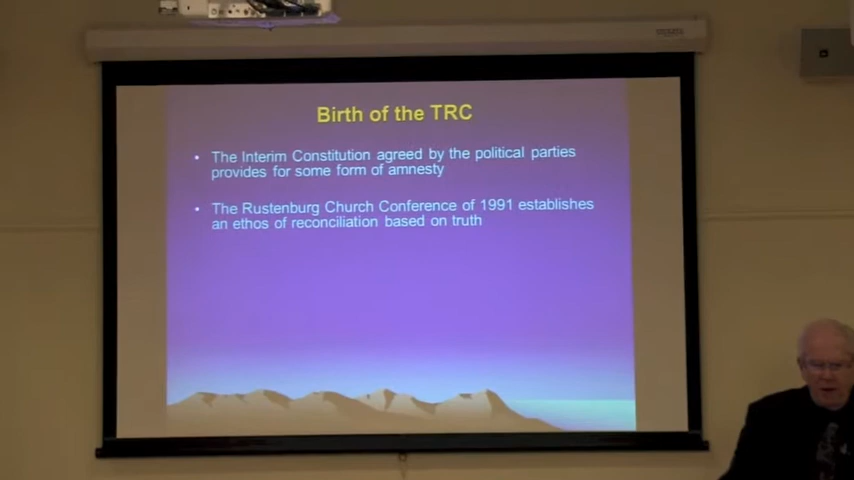 Birth of the TRC
• The Interim Constitution agreed by the political parties
provides for some form of amnesty
• The Rustenburg Church Conference of 1991 establishes
an ethos of reconciliation based on truth